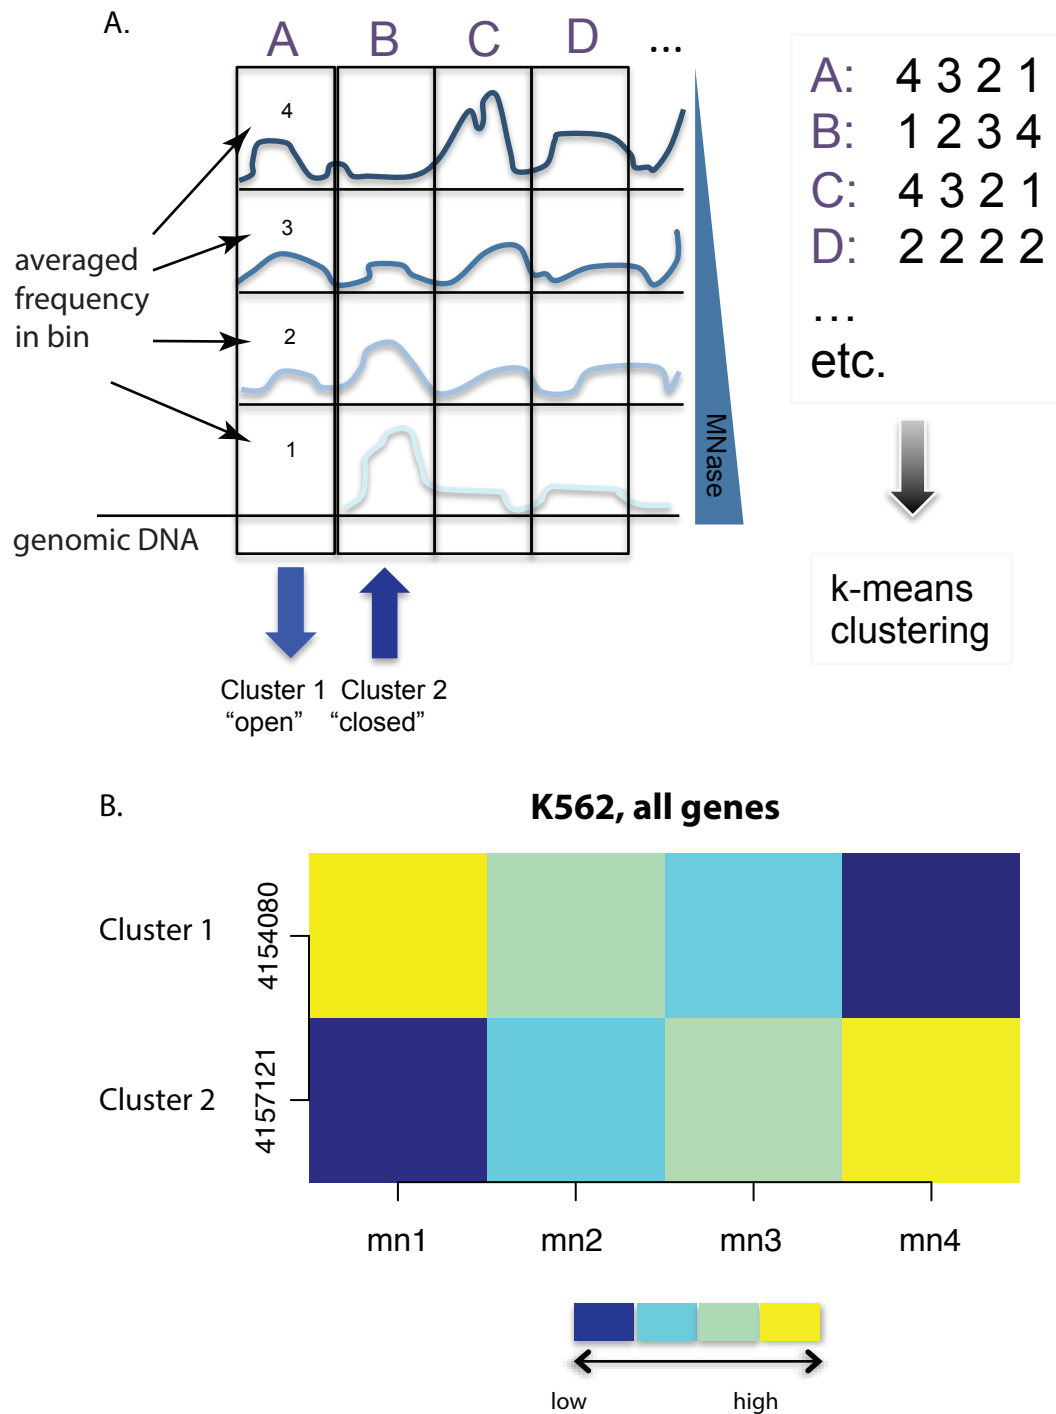 A.
A B C D ...
4
3
2
1
averaged
frequency
in bin
genomic DNA
MNase
Cluster 1
"open"
Cluster 2
"closed"
A: 4 3 2 1
B: 1 2 3 4
C: 4 3 2 1
D: 2 2 2 2
...
etc.
k-means
clustering
B.
K562, all genes
Cluster 1
4154080
Cluster 2
4157121
mn1 mn2 mn3 mn4
low high